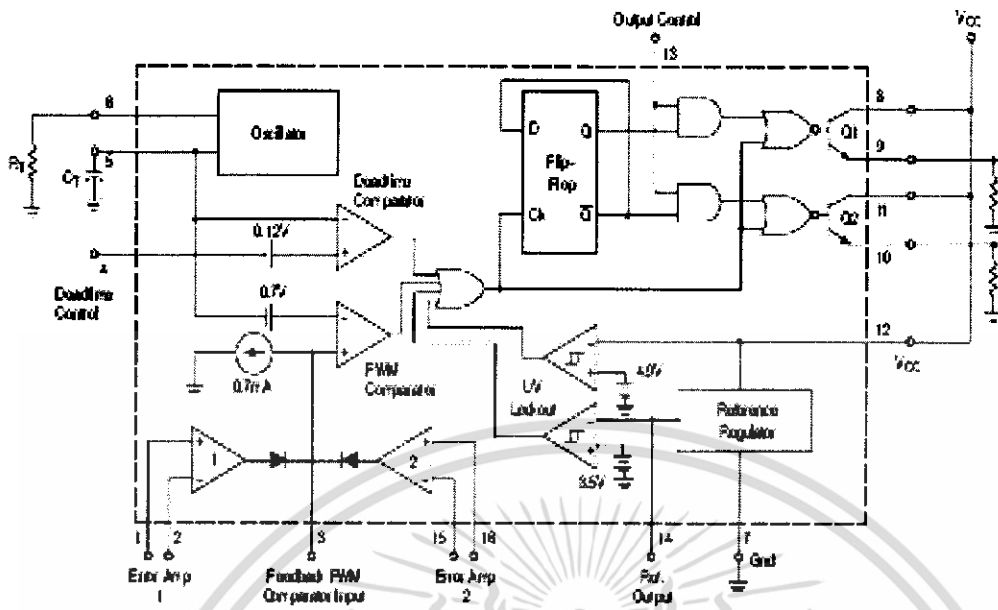 Output Control
VCC
13
6
RT
5
CT
Oscillator
Deadtime
Comparator
0.12V
4
Deadtime
Control
0.7V
0.7mA
PWM
Comparator
D
Q
Flip-
Flop
Ck
Q
8
Q1
9
11
Q2
10
12
VCC
UV
Lockout
4.9V
3.5V
Reference
Regulator
+
-
1
2
+
-
1
2
3
15
16
14
7
Gnd
Error Amp
1
Feedback PWM
Comparator Input
Error Amp
2
Ref.
Output